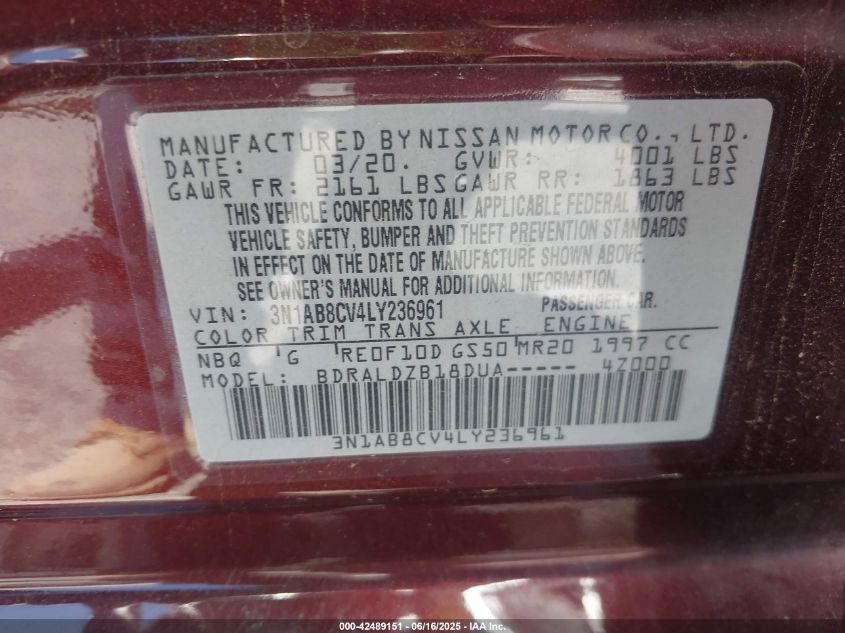 MANUFACTURED BY NISSAN MOTOR CO., LTD.
DATE: 03/20. GVWR: 4001 LBS
GAWR FR: 2161 LBS GAWR RR: 1863 LBS
THIS VEHICLE CONFORMS TO ALL APPLICABLE FEDERAL MOTOR
VEHICLE SAFETY, BUMPER AND THEFT PREVENTION STANDARDS
IN EFFECT ON THE DATE OF MANUFACTURE SHOWN ABOVE.
SEE OWNER'S MANUAL FOR ADDITIONAL INFORMATION.
VIN: 3N1AB8CV4LY236961 PASSENGER CAR.
COLOR TRIM TRANS AXLE ENGINE
NBQ G RE0F10D GS50 MR20 1997 CC
MODEL: BDRALDZB18DUA----- 4Z000
3N1AB8CV4LY236961
000-42489151 - 06/16/2025 - IAAI.com